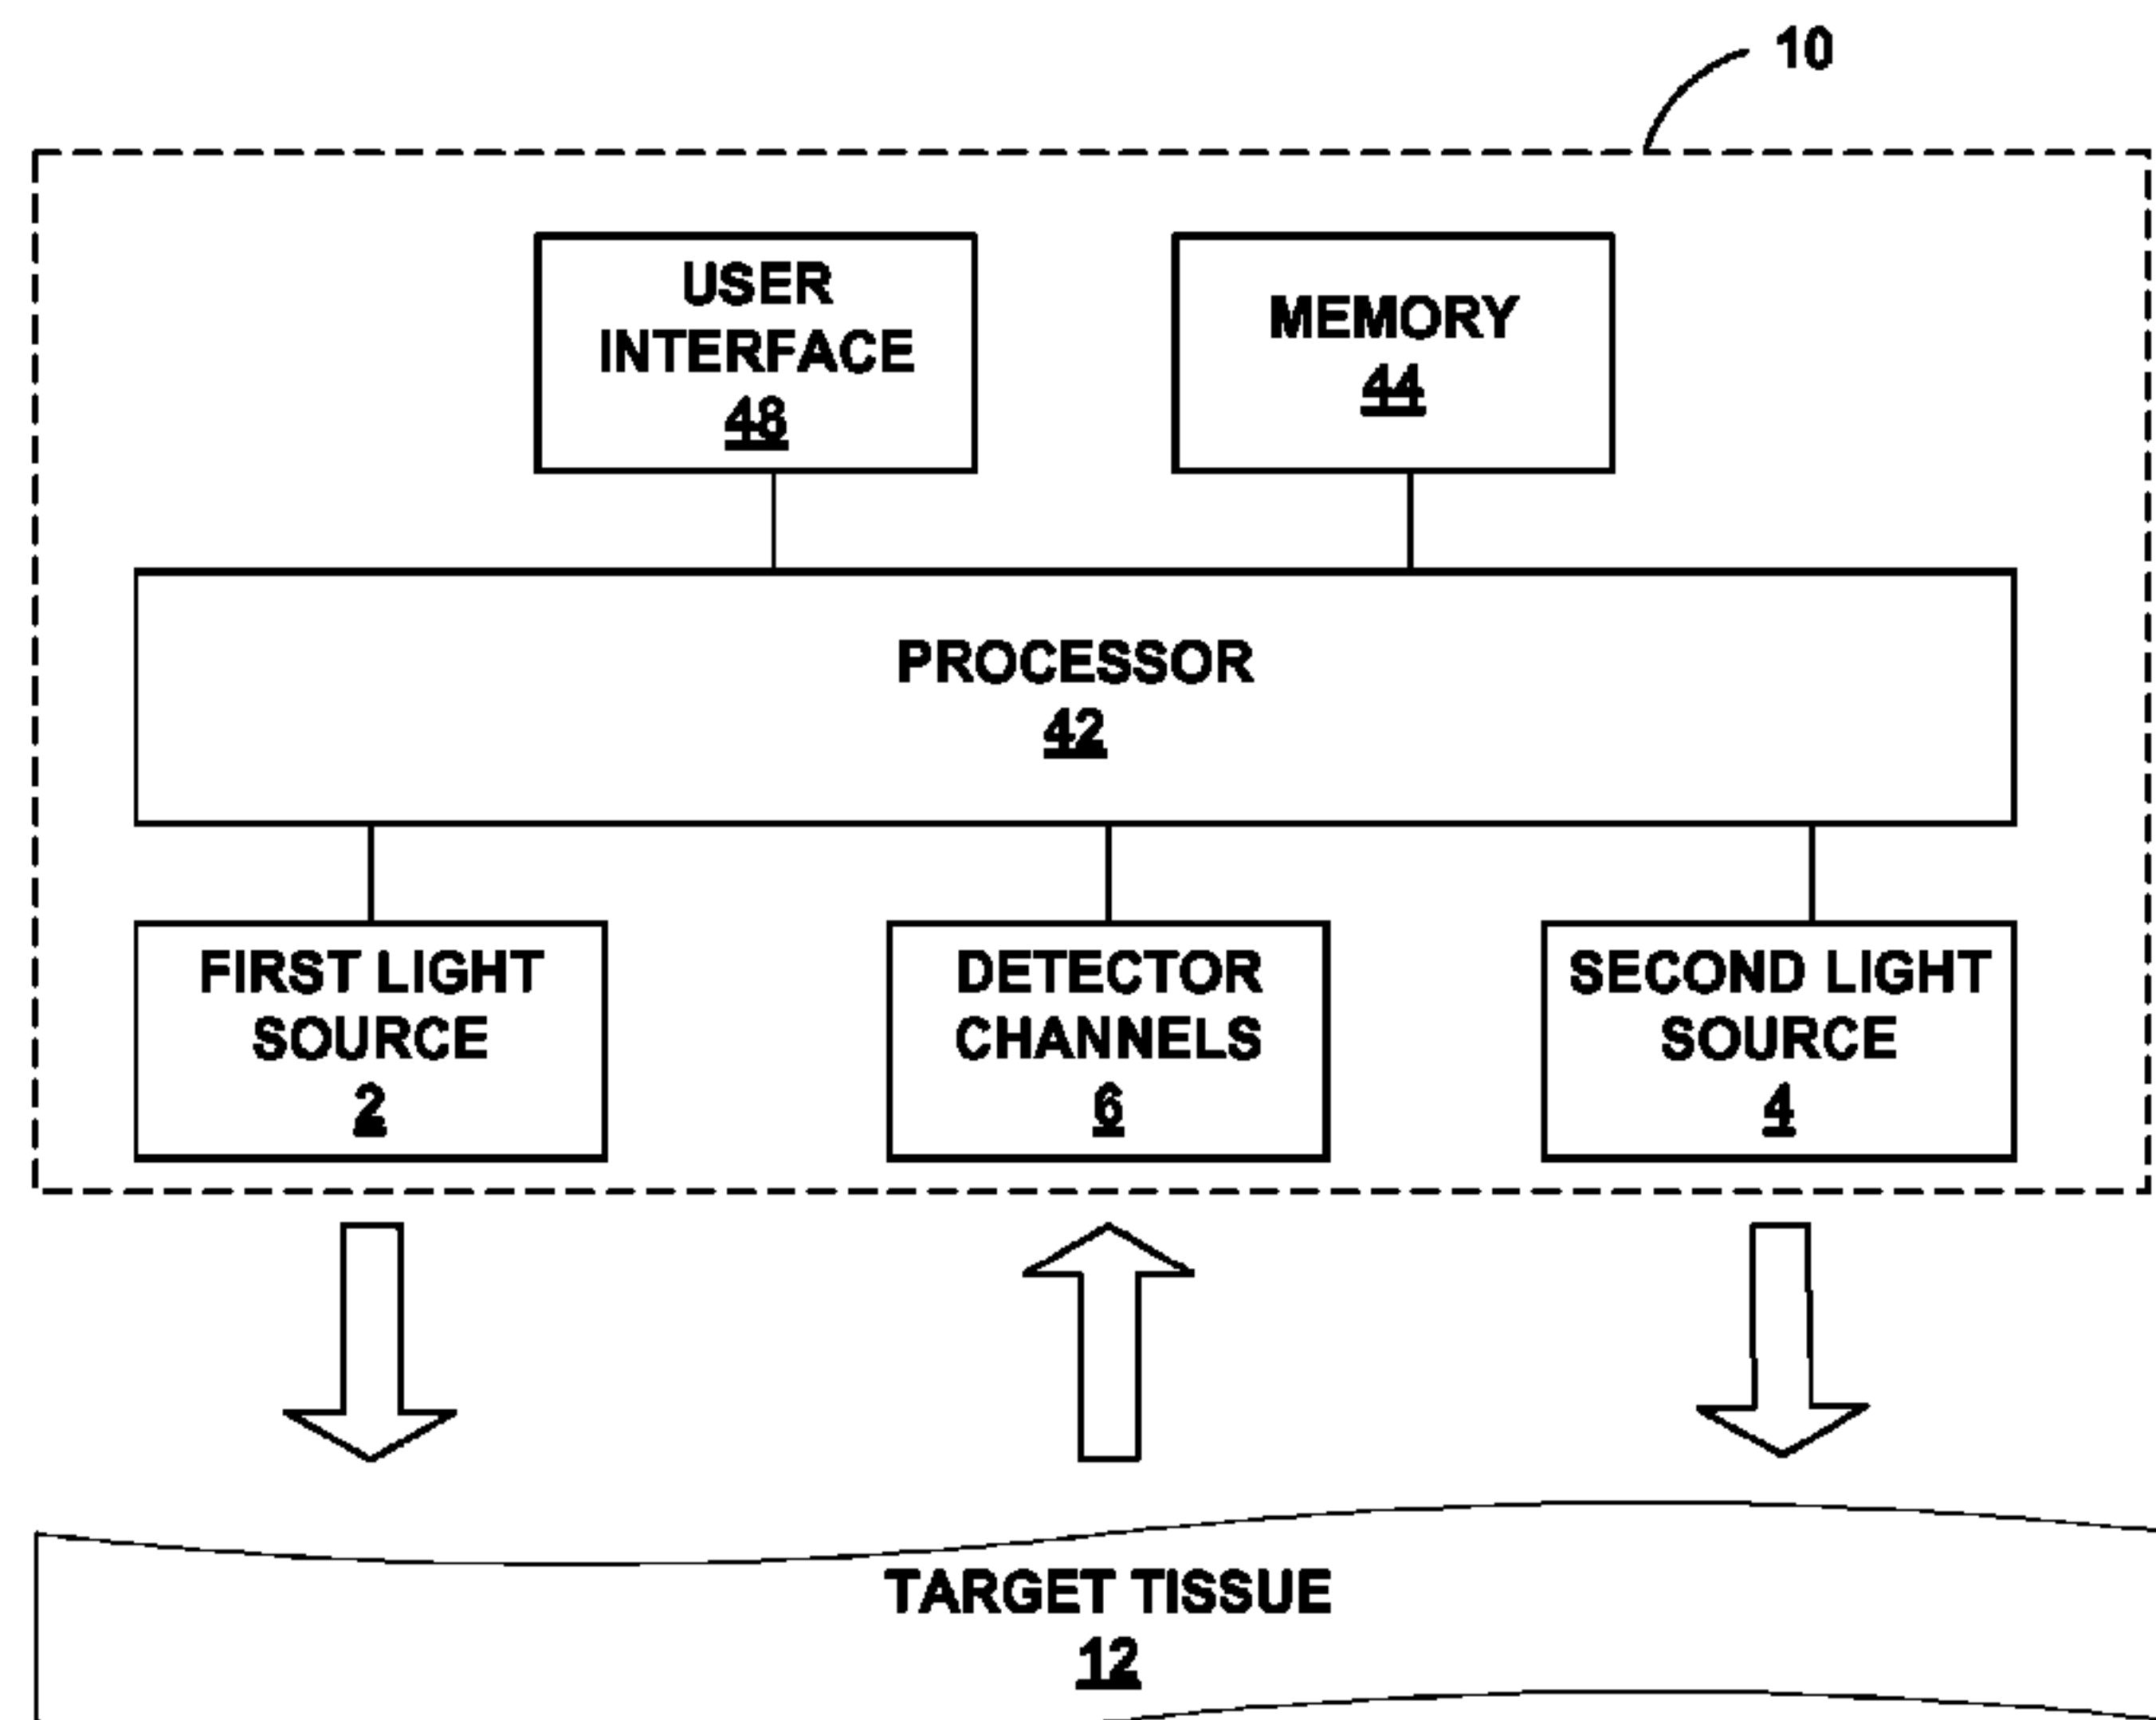 10
USER
INTERFACE
48
MEMORY
44
PROCESSOR
42
FIRST LIGHT
SOURCE
2
DETECTOR
CHANNELS
6
SECOND LIGHT
SOURCE
4
TARGET TISSUE
12